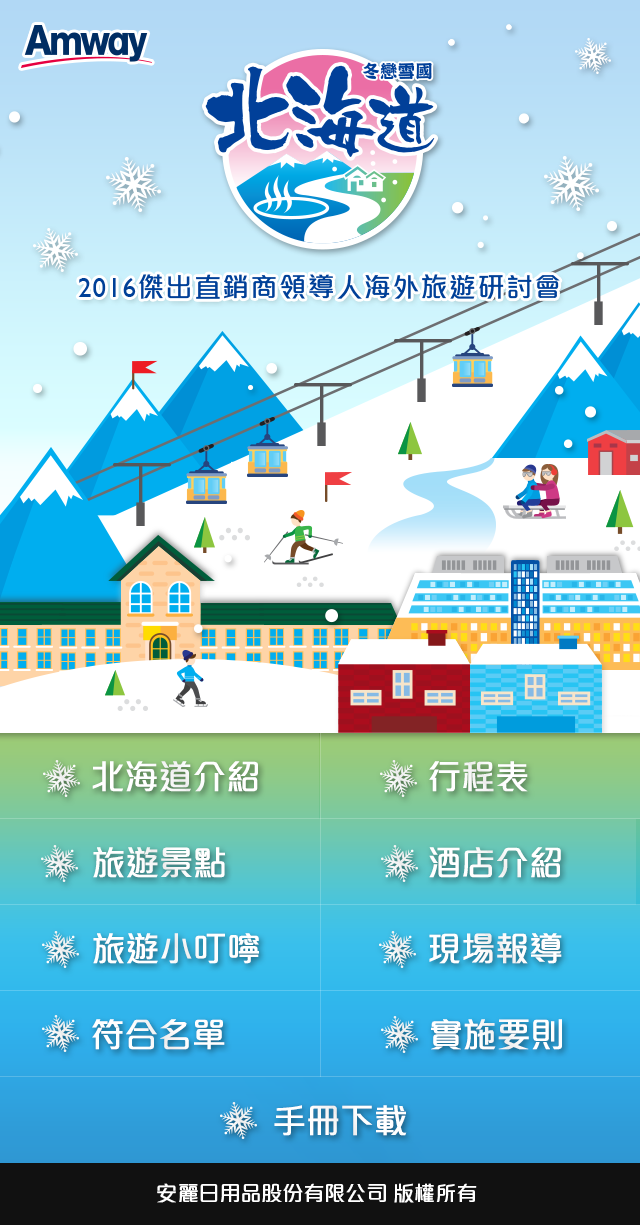 Amway
冬戀雪國
北海道
2016傑出直銷商領導人海外旅遊研討會
北海道介紹
行程表
旅遊景點
酒店介紹
旅遊小叮嚀
現場報導
符合名單
實施要則
手冊下載
安麗日用品股份有限公司 版權所有